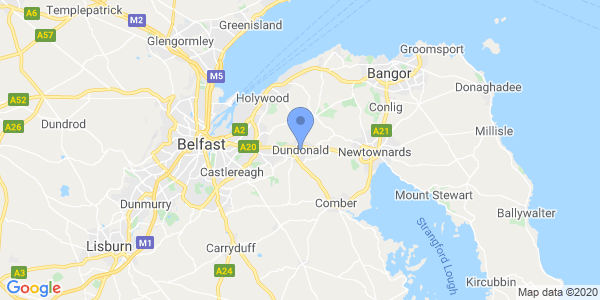 Templepatrick
A6
M2
Greenisland
A57
Glengormley
Groomsport
M5
Bangor
Donaghadee
A52
Holywood
Conlig
A26
Dundrod
A2
A21
Millisle
Belfast
A20
Dundonald
Newtownards
Castlereagh
Mount Stewart
Dunmurry
Comber
Ballywalter
Strangford Lough
Lisburn
M1
Carryduff
A3
A24
Kircubbin
Google
Map data ©2020